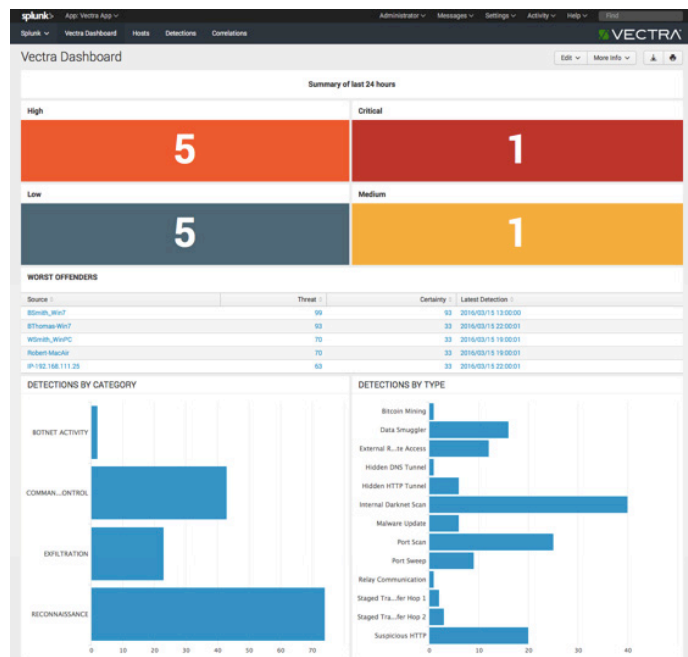 splunk> App: Vectra App Administrator Messages Settings Activity Help Find
Splunk Vectra Dashboard Hosts Detections Correlations VECTRA
Vectra Dashboard Edit More Info
Summary of last 24 hours
High Critical
5 1
Low Medium
5 1
WORST OFFENDERS
Source Threat Certainty Latest Detection
BSmith_Win7 99 93 2016/03/15 13:00:00
BThomas-Win7 93 33 2016/03/15 22:00:01
WSmith_WinPC 70 33 2016/03/15 19:00:01
Robert-MacAir 70 33 2016/03/15 19:00:01
IP-192.168.111.25 63 33 2016/03/15 22:00:01
DETECTIONS BY CATEGORY
BOTNET ACTIVITY
COMMAN...ONTROL
EXFILTRATION
RECONNAISSANCE
0 10 20 30 40 50 60 70
DETECTIONS BY TYPE
Bitcoin Mining
Data Smuggler
External R...te Access
Hidden DNS Tunnel
Hidden HTTP Tunnel
Internal Darknet Scan
Malware Update
Port Scan
Port Sweep
Relay Communication
Staged Tra...fer Hop 1
Staged Tra...fer Hop 2
Suspicious HTTP
0 10 20 30 40